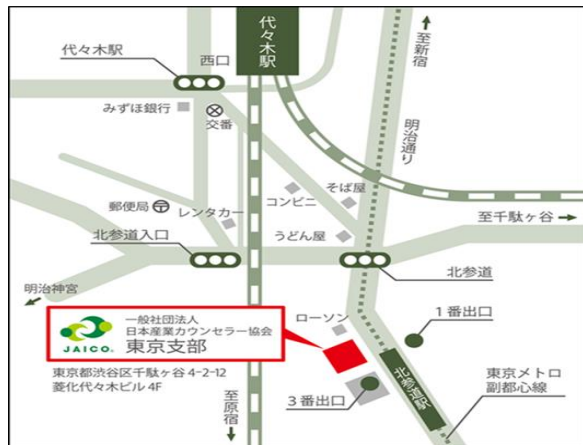 代々木駅
西口
代々木駅
至新宿
みずほ銀行
交番
明治通り
郵便局
レンタカー
コンビニ
そば屋
うどん屋
至千駄ヶ谷
北参道入口
北参道
明治神宮
ローソン
1番出口
一般社団法人
日本産業カウンセラー協会
JAICO.
東京支部
東京都渋谷区千駄ヶ谷 4-2-12
菱化代々木ビル 4F
至原宿
3番出口
北参道駅
東京メトロ
副都心線